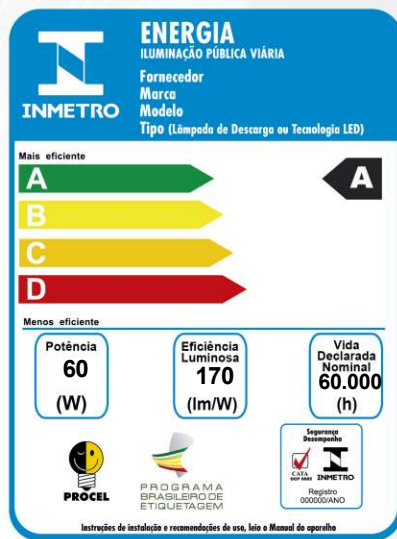 ENERGIA
ILUMINAÇÃO PÚBLICA VIÁRIA
INMETRO
Fornecedor
Marca
Modelo
Tipo (Lâmpada de Descarga ou Tecnologia LED)
Mais eficiente
A
A
B
C
D
Menos eficiente
Potência
60
(W)
Eficiência
Luminosa
170
(lm/W)
Vida
Declarada
Nominal
60.000
(h)
PROCEL
PROGRAMA
BRASILEIRO DE
ETIQUETAGEM
Segurança
Desempenho
INMETRO
Registro
000000/ANO
Instruções de instalação e recomendações de uso, leia o Manual do aparelho